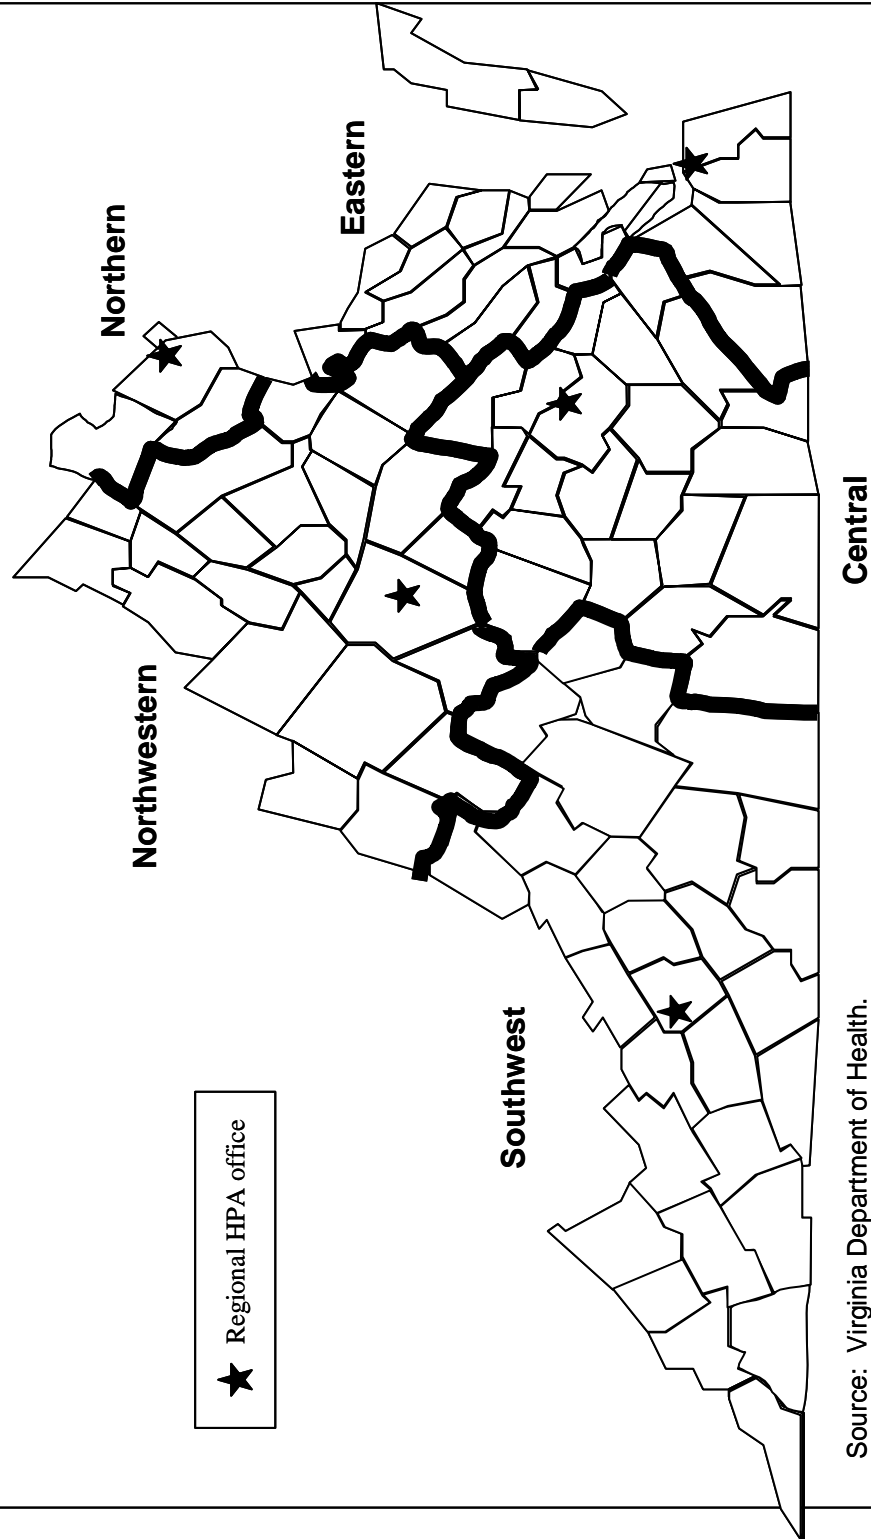 Northern
Eastern
Northwestern
Central
Southwest
Regional HPA office
Source: Virginia Department of Health.